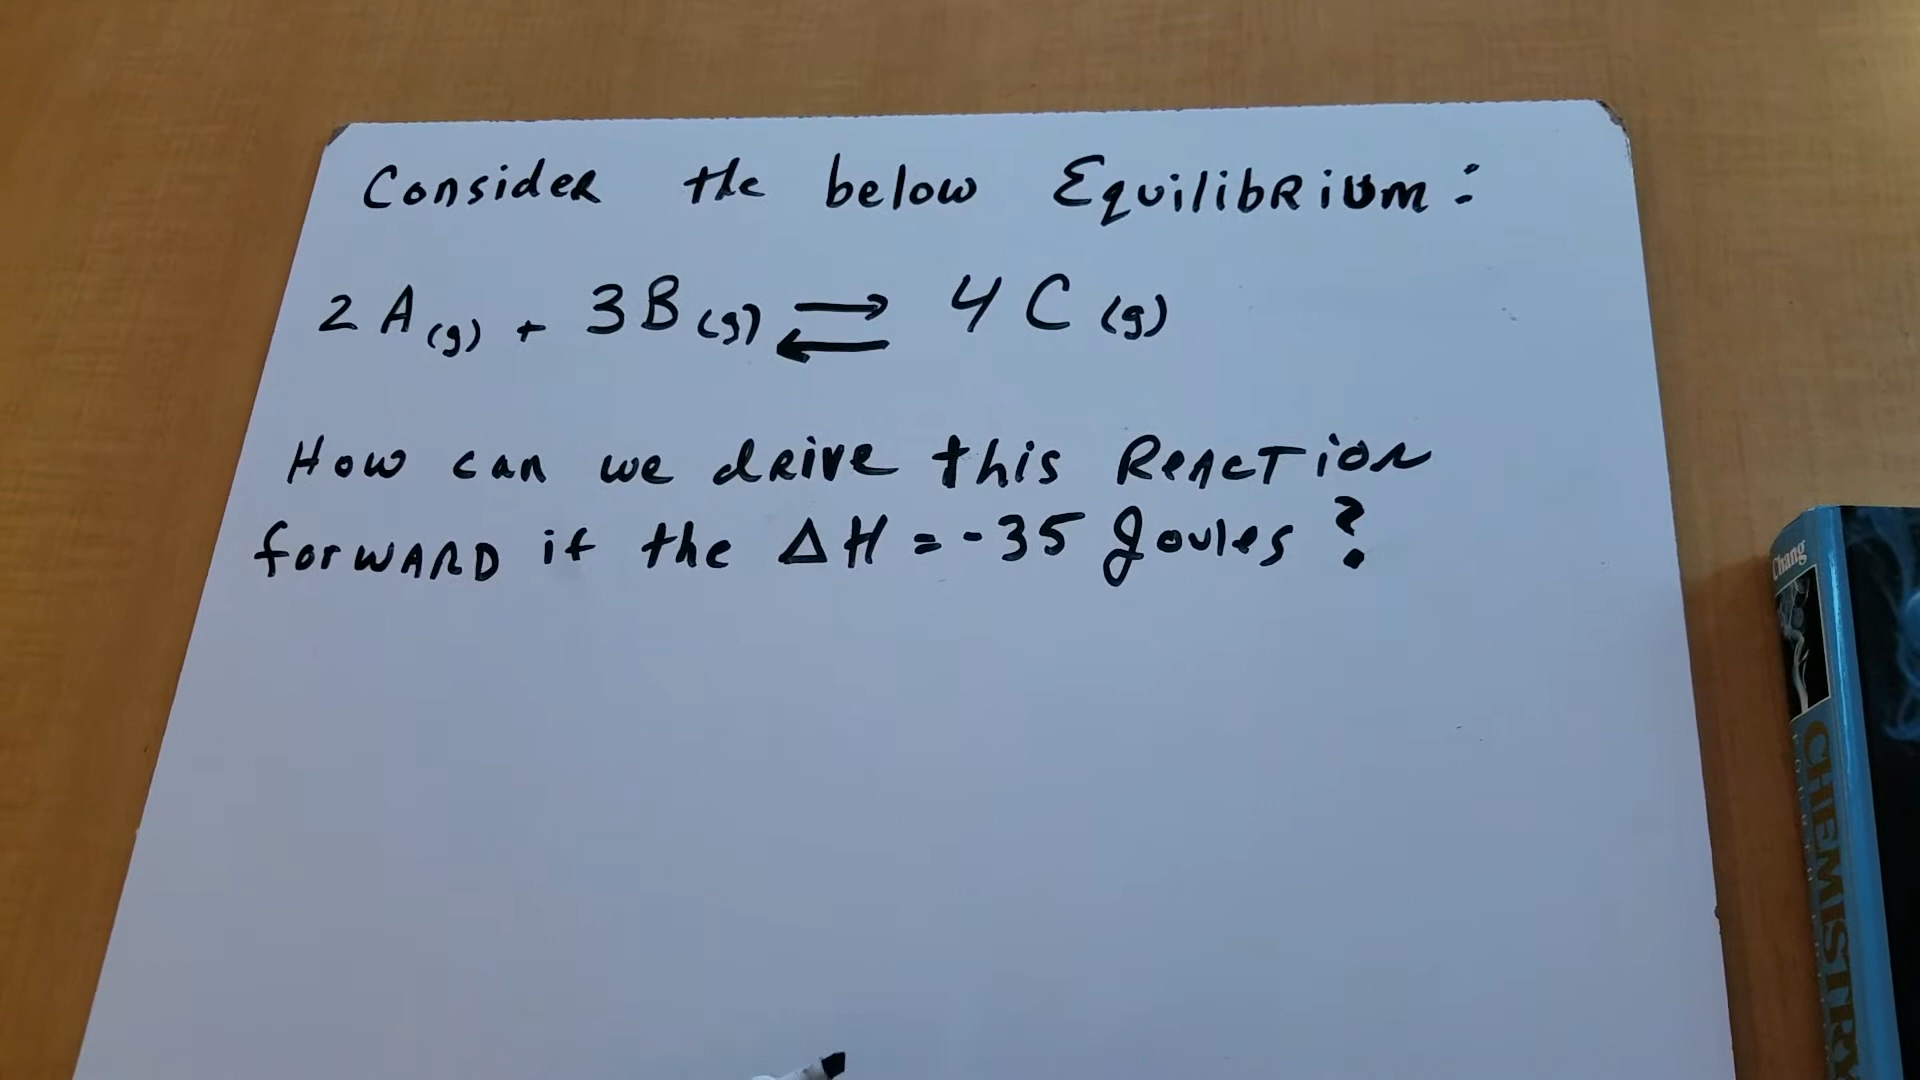 Consider the below Equilibrium:
2 A (g) + 3 B (g) ⇌ 4 C (g)
How can we drive this Reaction
forward if the ΔH = -35 Joules?
Chang
CHEMISTRY